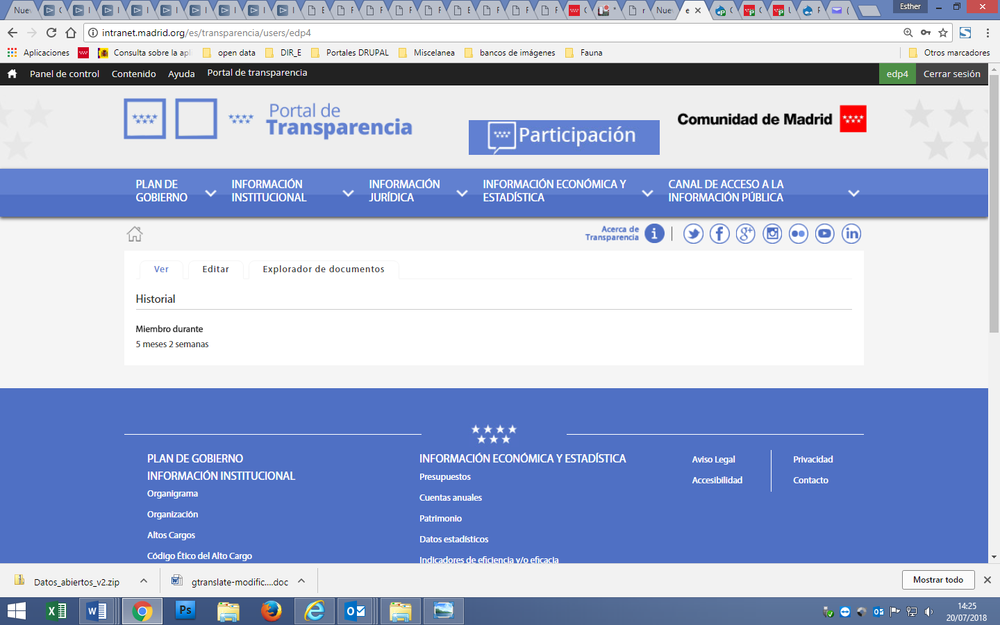 Nuev
Nuev
Esther
intranet.madrid.org/es/transparencia/users/edp4
Aplicaciones
Consulta sobre la apl
open data
DIR_E
Portales DRUPAL
Miscelanea
bancos de imágenes
Fauna
Otros marcadores
Panel de control
Contenido
Ayuda
Portal de transparencia
edp4
Cerrar sesión
Portal de
Transparencia
Participación
Comunidad de Madrid
PLAN DE
GOBIERNO
INFORMACIÓN
INSTITUCIONAL
INFORMACIÓN
JURÍDICA
INFORMACIÓN ECONÓMICA Y
ESTADÍSTICA
CANAL DE ACCESO A LA
INFORMACIÓN PÚBLICA
Acerca de
Transparencia
Ver
Editar
Explorador de documentos
Historial
Miembro durante
5 meses 2 semanas
PLAN DE GOBIERNO
INFORMACIÓN INSTITUCIONAL
Organigrama
Organización
Altos Cargos
Código Ético del Alto Cargo
INFORMACIÓN ECONÓMICA Y ESTADÍSTICA
Presupuestos
Cuentas anuales
Patrimonio
Datos estadísticos
Indicadores de eficiencia y/o eficacia
Aviso Legal
Accesibilidad
Privacidad
Contacto
Datos_abiertos_v2.zip
gtranslate-modific....doc
Mostrar todo
14:25
20/07/2018